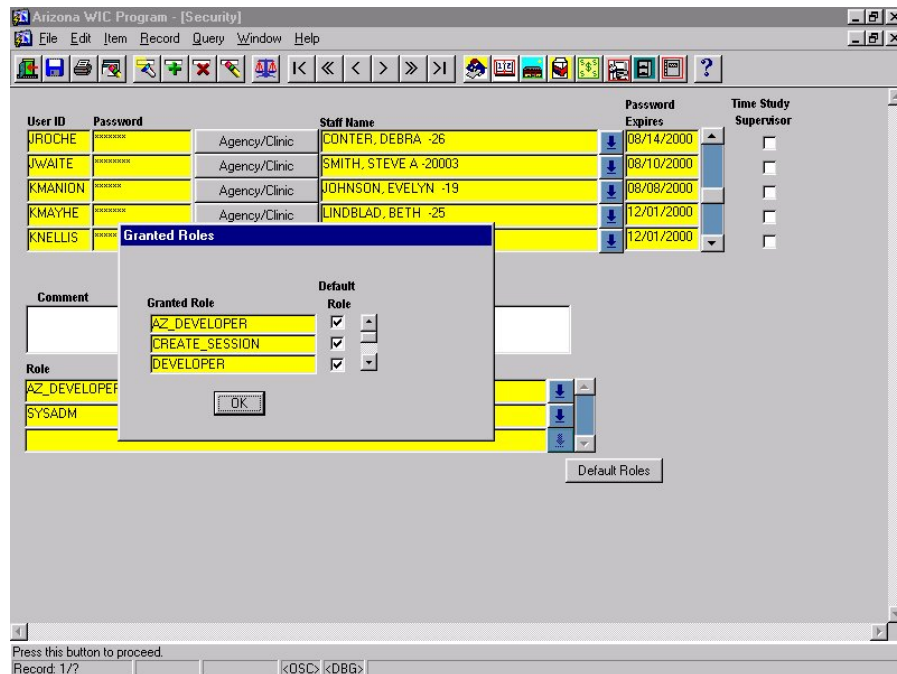 Arizona WIC Program - [Security]
File Edit Item Record Query Window Help
Password Time Study
User ID Password Staff Name Expires Supervisor
JROCHE ******* Agency/Clinic CONTER, DEBRA -26 08/14/2000
JWAITE ******** Agency/Clinic SMITH, STEVE A -20003 08/10/2000
KMANION ****** Agency/Clinic JOHNSON, EVELYN -19 08/08/2000
KMAYHE ******* Agency/Clinic LINDBLAD, BETH -25 12/01/2000
KNELLIS 12/01/2000
Granted Roles
Default
Comment Granted Role Role
AZ_DEVELOPER
CREATE_SESSION
DEVELOPER
OK
Role
AZ_DEVELOPER
SYSADM
Default Roles
Press this button to proceed.
Record: 1/? <OSC> <DBG>